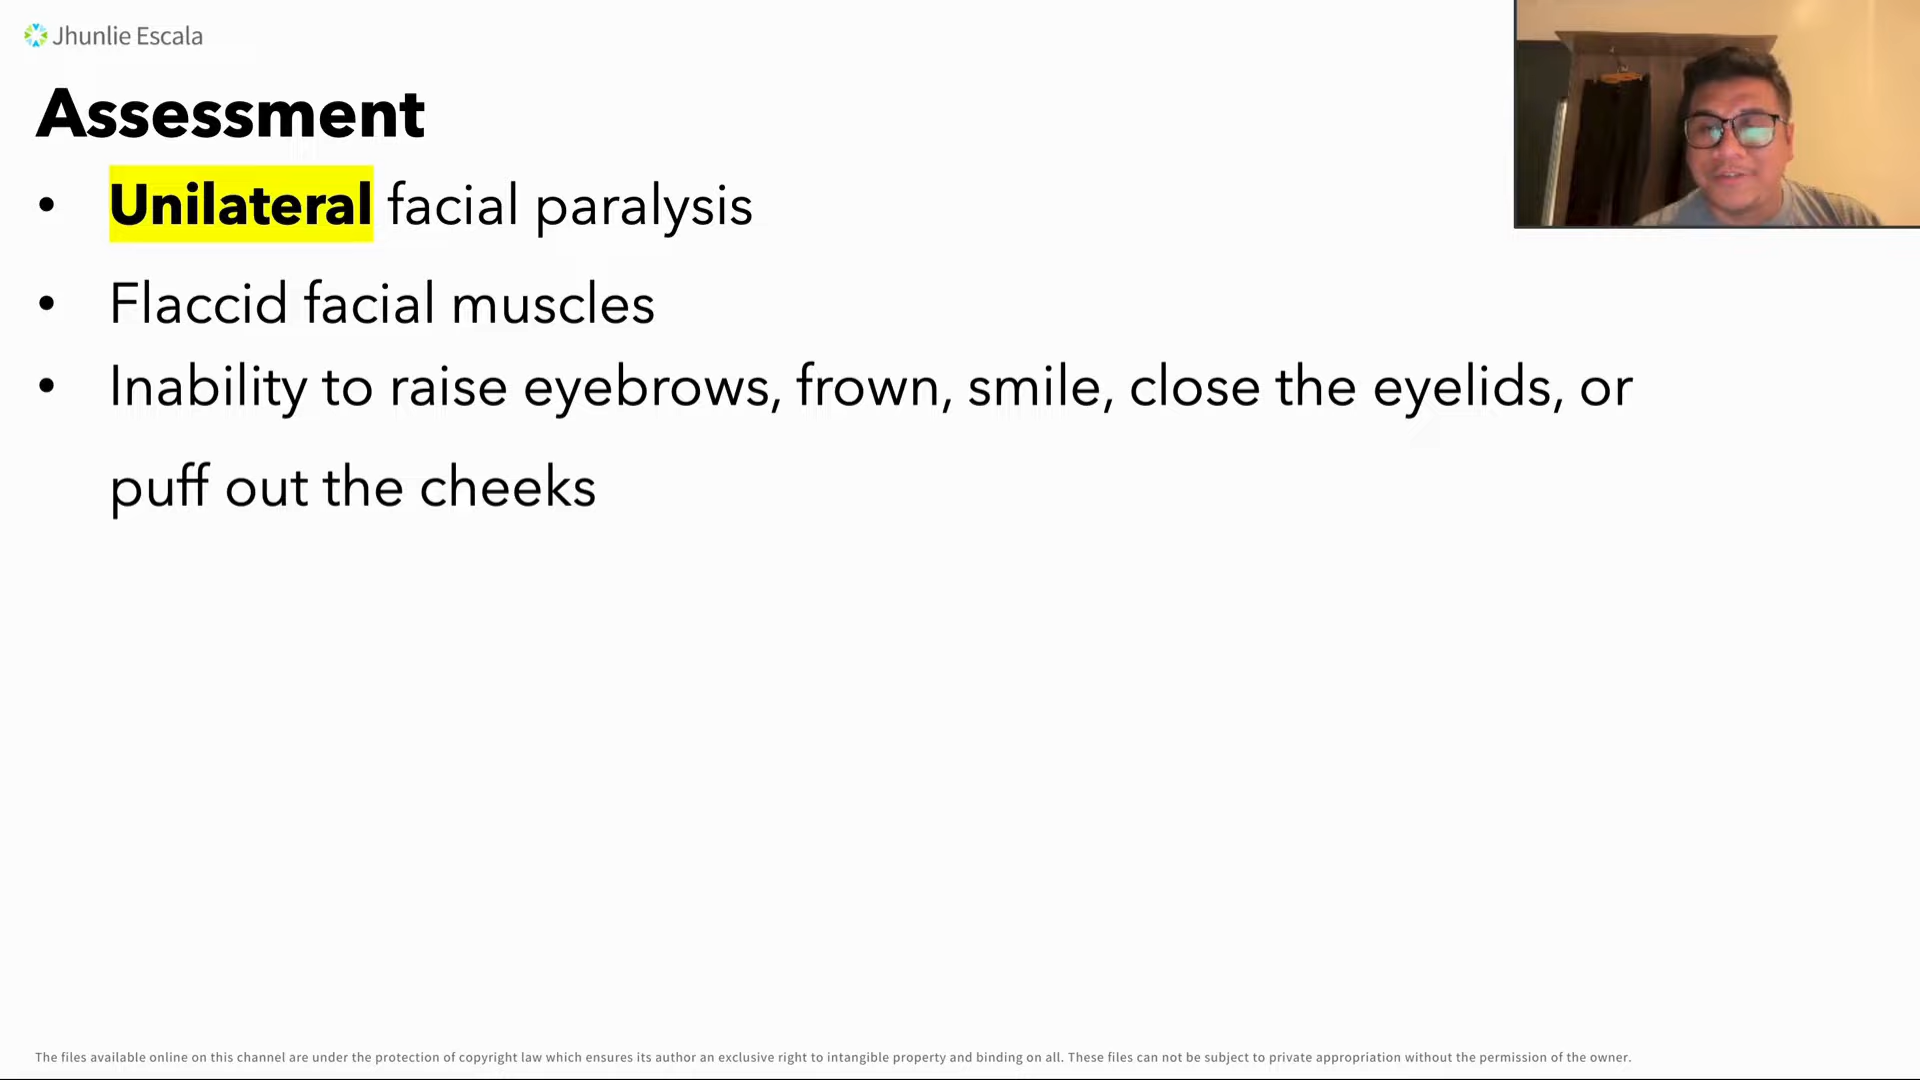 Jhunlie Escala
Assessment
• Unilateral facial paralysis
• Flaccid facial muscles
• Inability to raise eyebrows, frown, smile, close the eyelids, or
puff out the cheeks
The files available online on this channel are under the protection of copyright law which ensures its author an exclusive right to intangible property and binding on all. These files can not be subject to private appropriation without the permission of the owner.